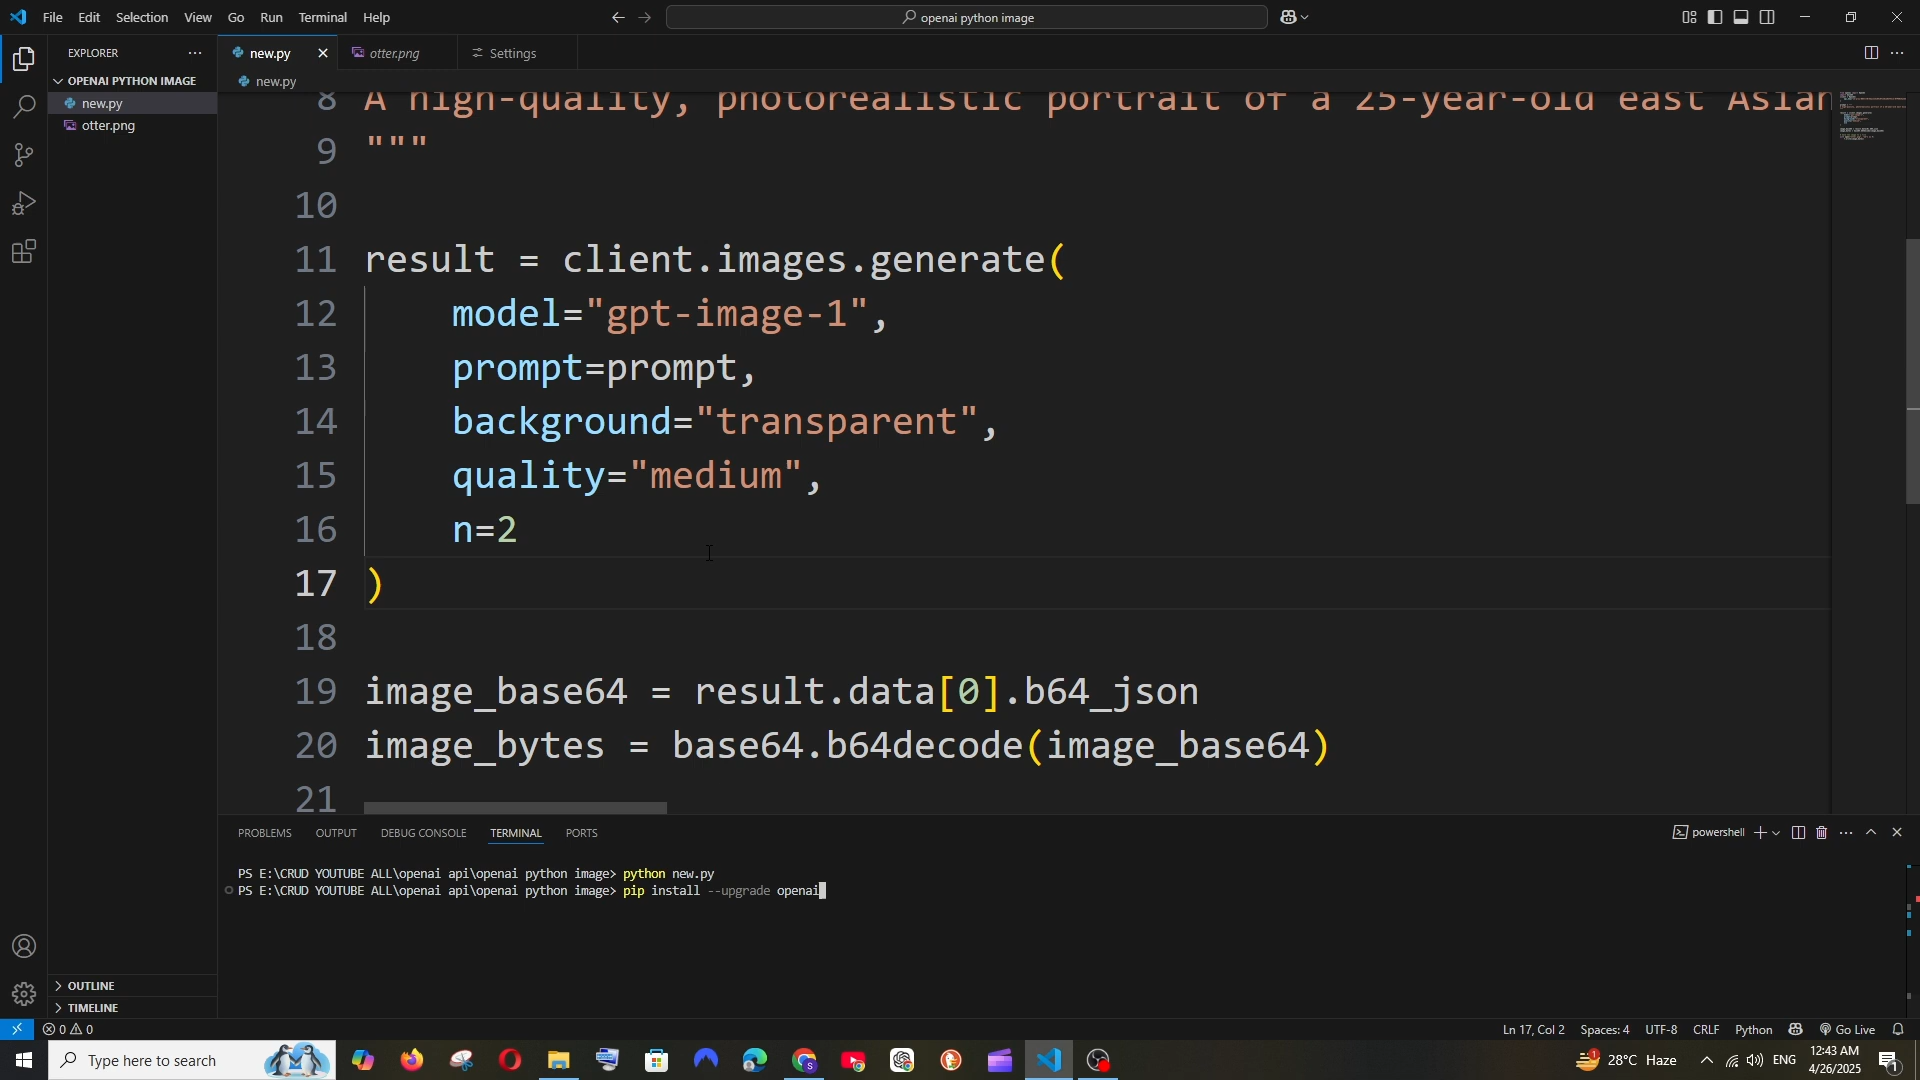 File Edit Selection View Go Run Terminal Help
openai python image
EXPLORER
new.py
otter.png
Settings
OPENAI PYTHON IMAGE
new.py
new.py
otter.png
8 A high-quality, photorealistic portrait of a 25-year-old east Asian
9 """
10
11 result = client.images.generate(
12 model="gpt-image-1",
13 prompt=prompt,
14 background="transparent",
15 quality="medium",
16 n=2
17 )
18
19 image_base64 = result.data[0].b64_json
20 image_bytes = base64.b64decode(image_base64)
21
PROBLEMS OUTPUT DEBUG CONSOLE TERMINAL PORTS
powershell
PS E:\CRUD YOUTUBE ALL\openai api\openai python image> python new.py
PS E:\CRUD YOUTUBE ALL\openai api\openai python image> pip install --upgrade openai
OUTLINE
TIMELINE
0 0
Ln 17, Col 2 Spaces: 4 UTF-8 CRLF Python Go Live
Type here to search
1
28°C Haze
ENG
12:43 AM
4/26/2025
1